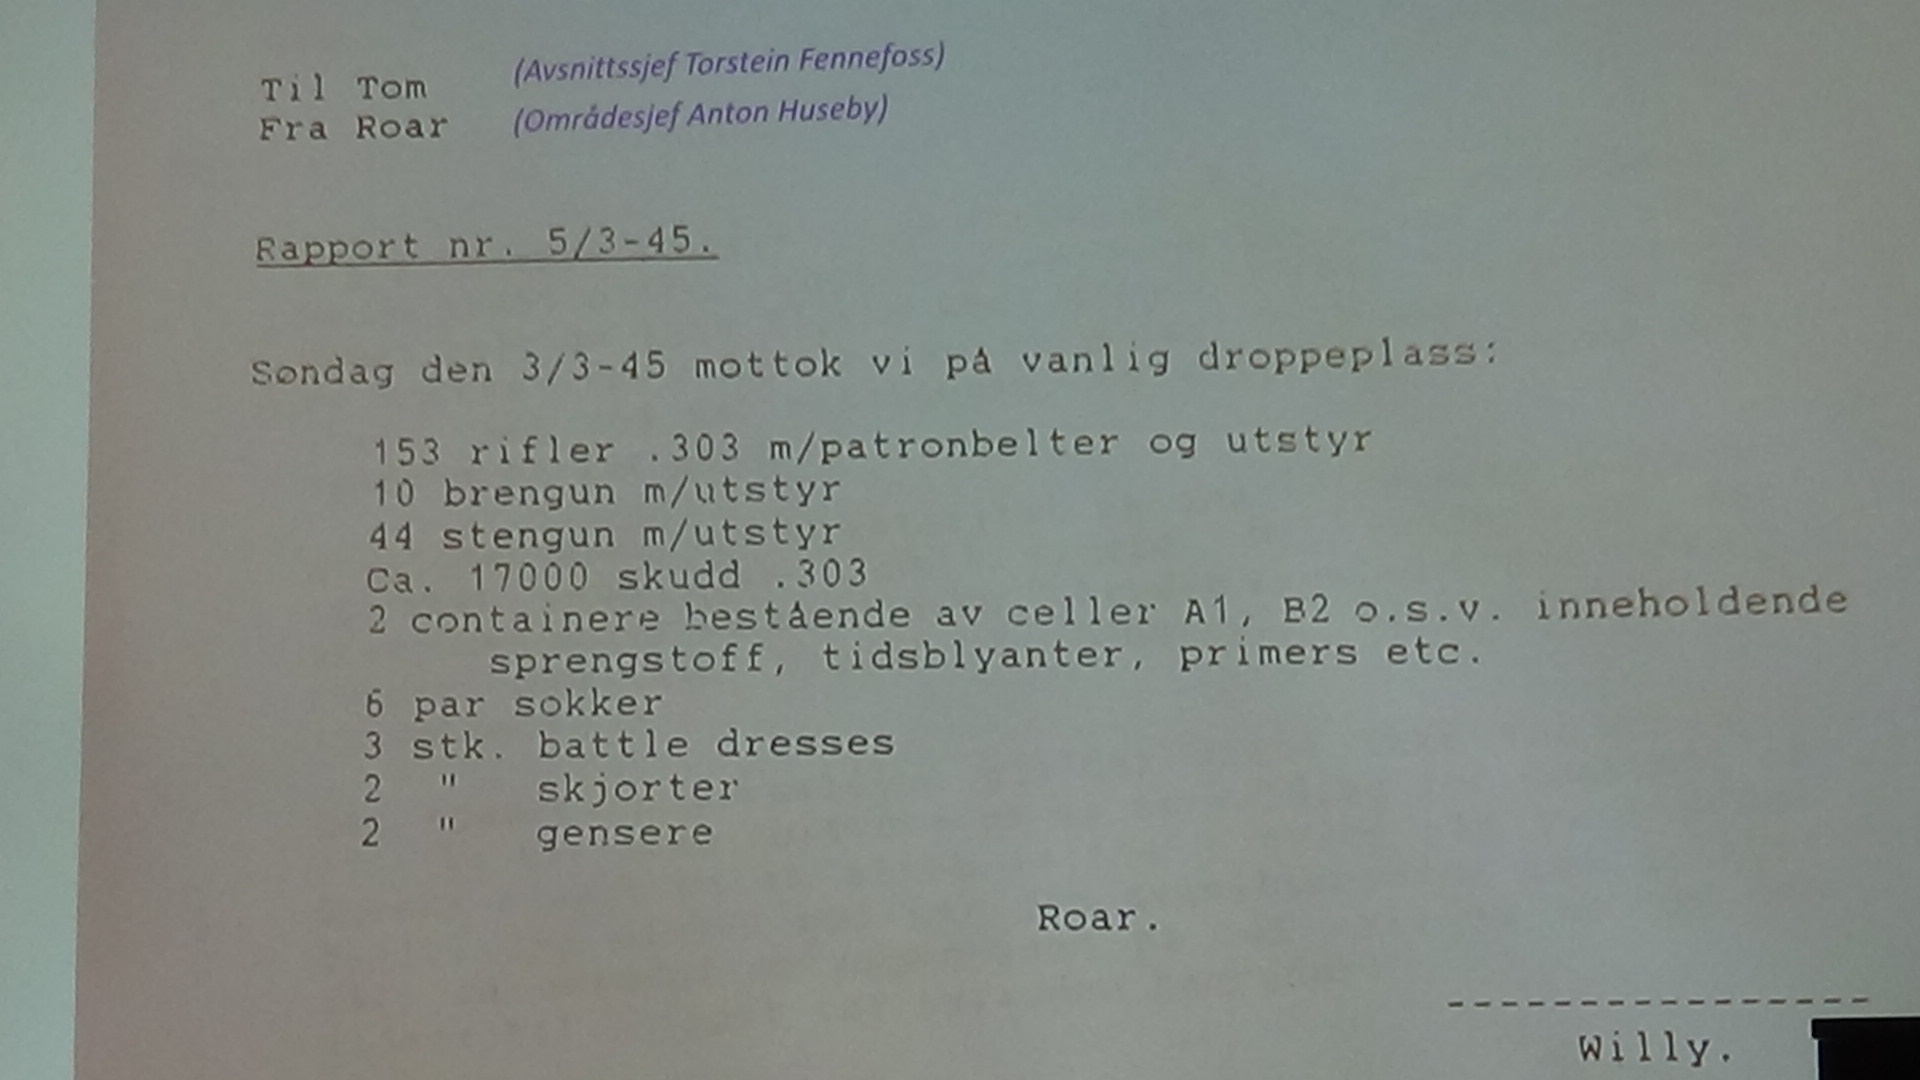 Til Tom (Avsnittssjef Torstein Fennefoss)
Fra Roar (Områdesjef Anton Huseby)
Rapport nr. 5/3-45.
Søndag den 3/3-45 mottok vi på vanlig droppeplass:
153 rifler .303 m/patronbelter og utstyr
10 brengun m/utstyr
44 stengun m/utstyr
Ca. 17000 skudd .303
2 containere bestående av celler A1, B2 o.s.v. inneholdende
sprengstoff, tidsblyanter, primers etc.
6 par sokker
3 stk. battle dresses
2 " skjorter
2 " gensere
Roar.
----------------
Willy.